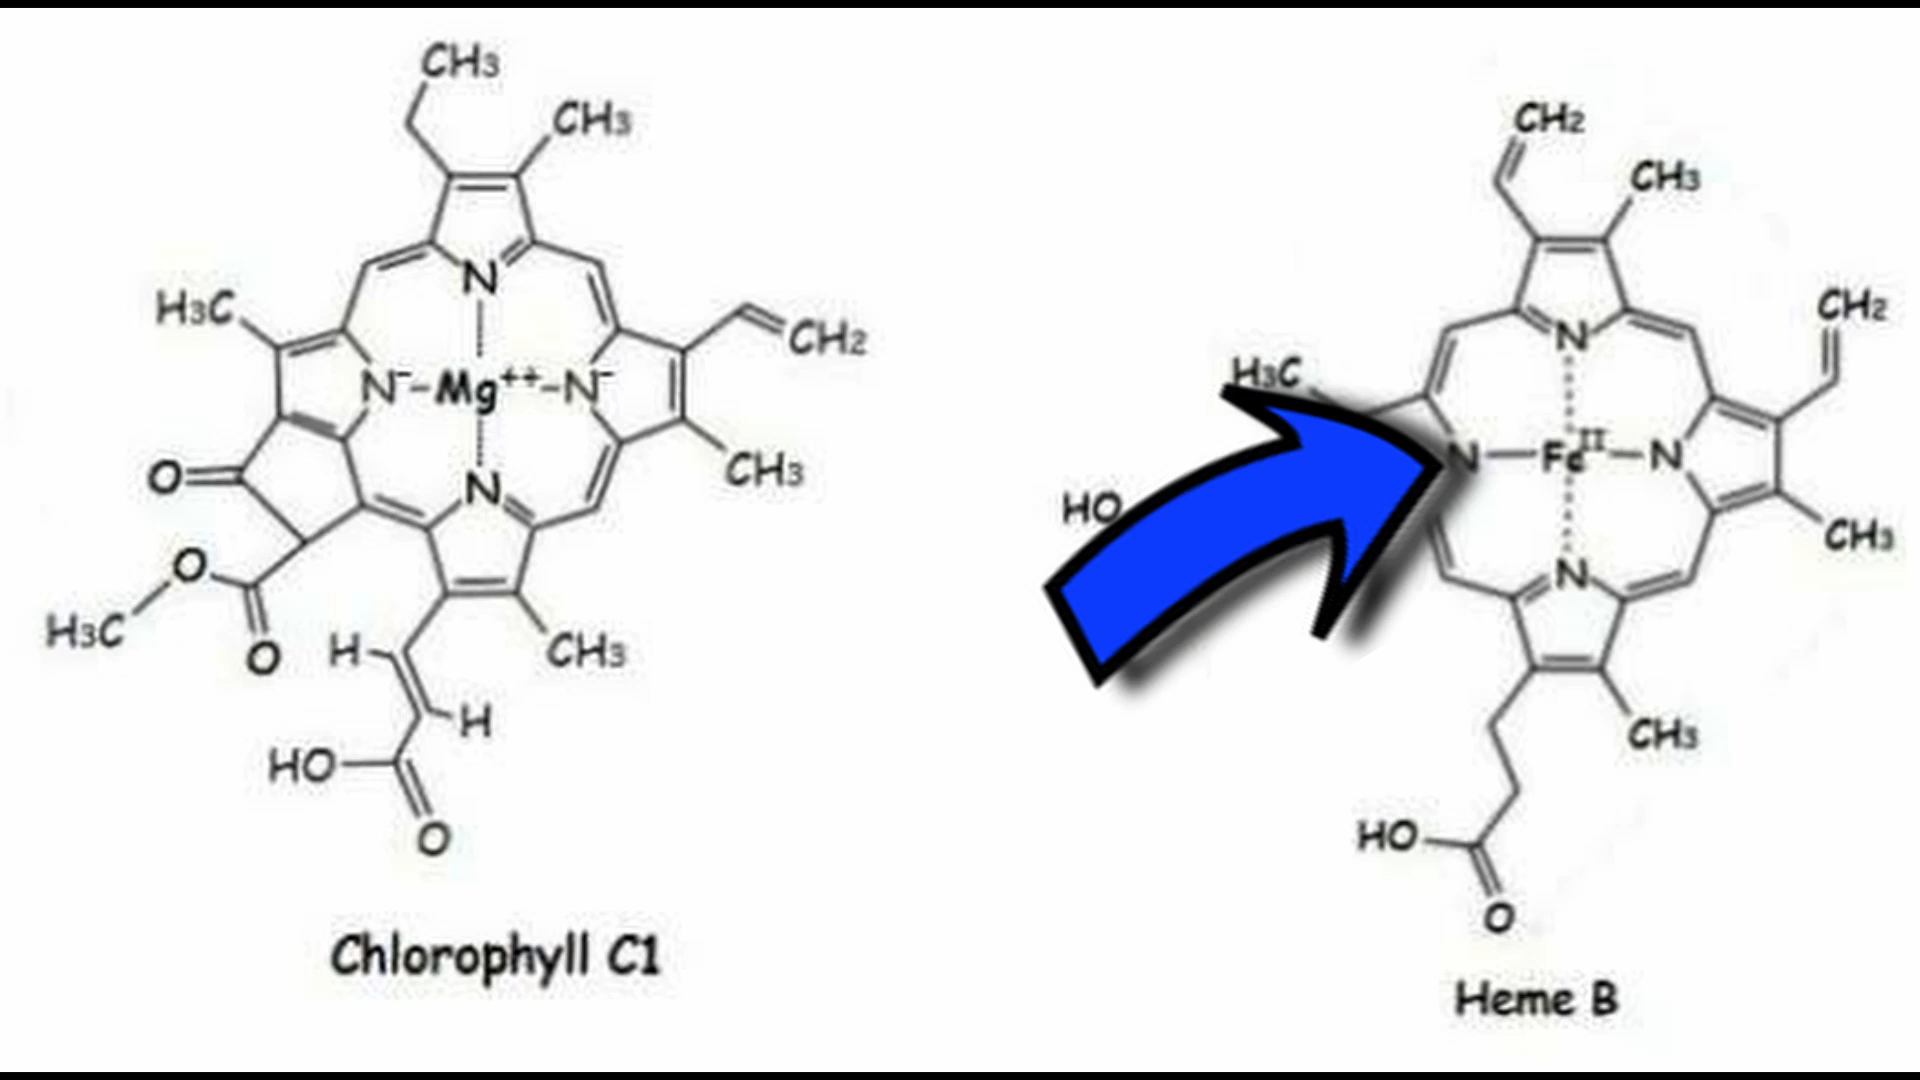 CH3
CH3
N
H3C
CH2
N⁻
Mg⁺⁺
N⁻
O
N
CH3
O
H3C
O
H
CH3
H
HO
O
Chlorophyll C1
CH2
CH3
CH2
N
H3C
N
Fe
II
N
HO
CH3
N
CH3
HO
O
Heme B